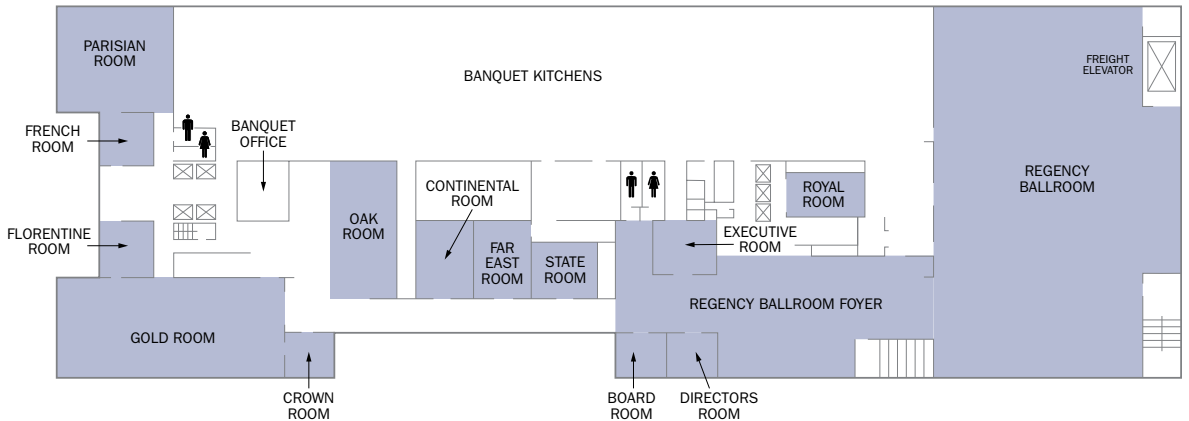 PARISIAN
ROOM
BANQUET KITCHENS
FREIGHT
ELEVATOR
FRENCH
ROOM
BANQUET
OFFICE
REGENCY
BALLROOM
CONTINENTAL
ROOM
ROYAL
ROOM
OAK
ROOM
FLORENTINE
ROOM
FAR
EAST
ROOM
STATE
ROOM
EXECUTIVE
ROOM
REGENCY BALLROOM FOYER
GOLD ROOM
CROWN
ROOM
BOARD
ROOM
DIRECTORS
ROOM